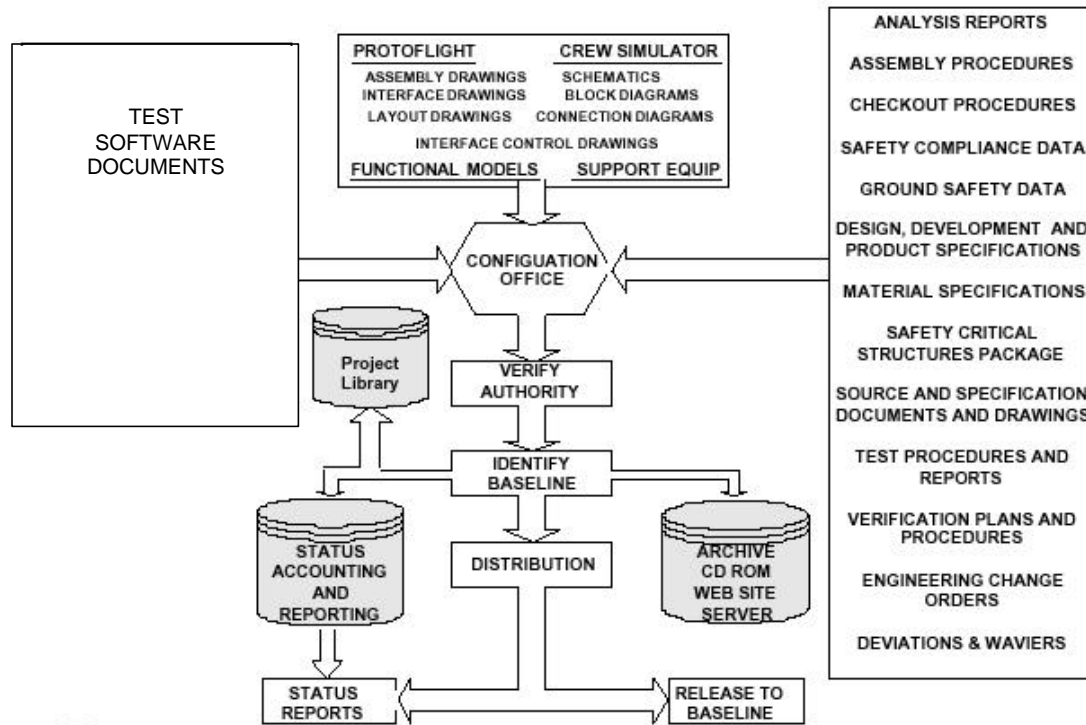 TEST
SOFTWARE
DOCUMENTS
PROTOFLIGHT CREW SIMULATOR
ASSEMBLY DRAWINGS SCHEMATICS
INTERFACE DRAWINGS BLOCK DIAGRAMS
LAYOUT DRAWINGS CONNECTION DIAGRAMS
INTERFACE CONTROL DRAWINGS
FUNCTIONAL MODELS SUPPORT EQUIP
ANALYSIS REPORTS
ASSEMBLY PROCEDURES
CHECKOUT PROCEDURES
SAFETY COMPLIANCE DATA
GROUND SAFETY DATA
DESIGN, DEVELOPMENT AND
PRODUCT SPECIFICATIONS
MATERIAL SPECIFICATIONS
SAFETY CRITICAL
STRUCTURES PACKAGE
SOURCE AND SPECIFICATION
DOCUMENTS AND DRAWINGS
TEST PROCEDURES AND
REPORTS
VERIFICATION PLANS AND
PROCEDURES
ENGINEERING CHANGE
ORDERS
DEVIATIONS & WAVIERS
CONFIGUATION
OFFICE
Project
Library
VERIFY
AUTHORITY
IDENTIFY
BASELINE
STATUS
ACCOUNTING
AND
REPORTING
DISTRIBUTION
ARCHIVE
CD ROM
WEB SITE
SERVER
STATUS
REPORTS
RELEASE TO
BASELINE